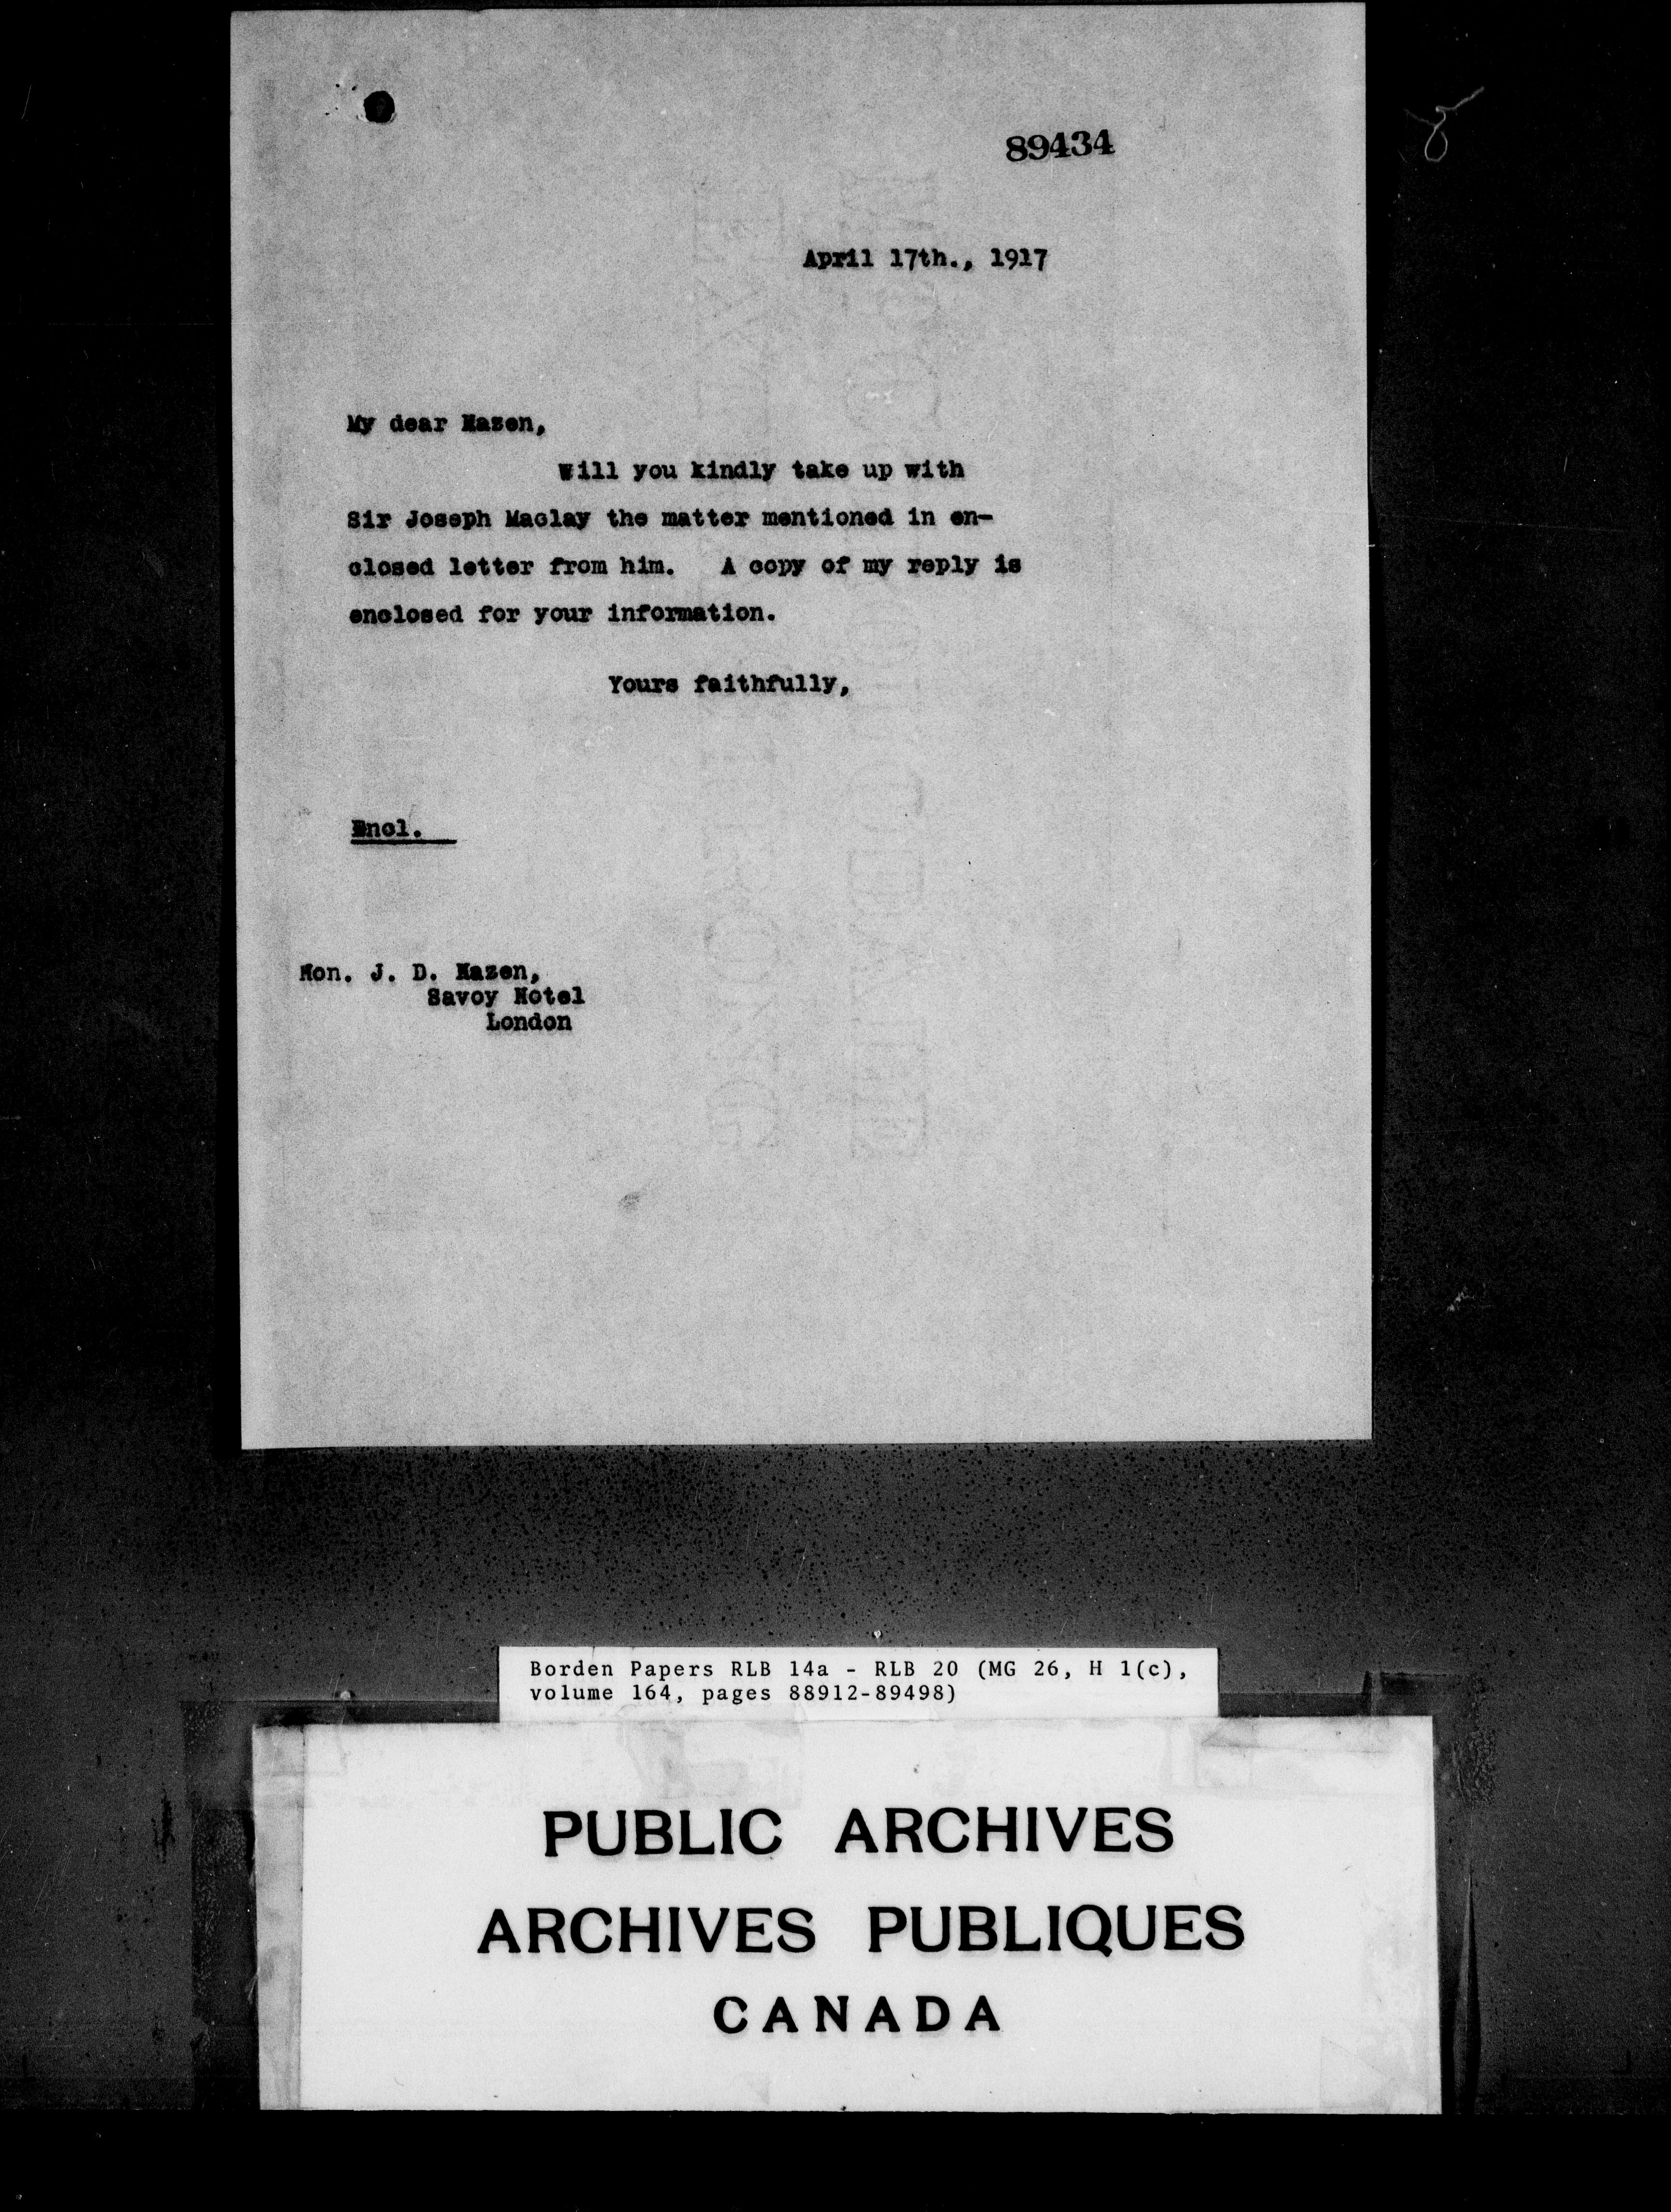 89434
April 17th., 1917
My dear Hazen,
Will you kindly take up with
Sir Joseph Maclay the matter mentioned in en-
closed letter from him. A copy of my reply is
enclosed for your information.
Yours faithfully,
Encl.
Hon. J. D. Hazen,
Savoy Hotel
London
Borden Papers RLB 14a - RLB 20 (MG 26, H 1(c),
volume 164, pages 88912-89498)
PUBLIC ARCHIVES
ARCHIVES PUBLIQUES
CANADA